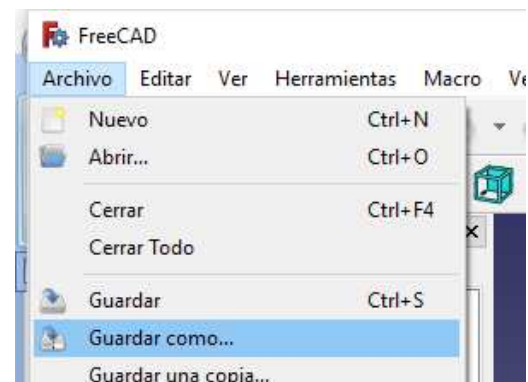 FreeCAD
Archivo Editar Ver Herramientas Macro
Nuevo Ctrl+N
Abrir... Ctrl+O
Cerrar Ctrl+F4
Cerrar Todo
Guardar Ctrl+S
Guardar como...
Guardar una copia...